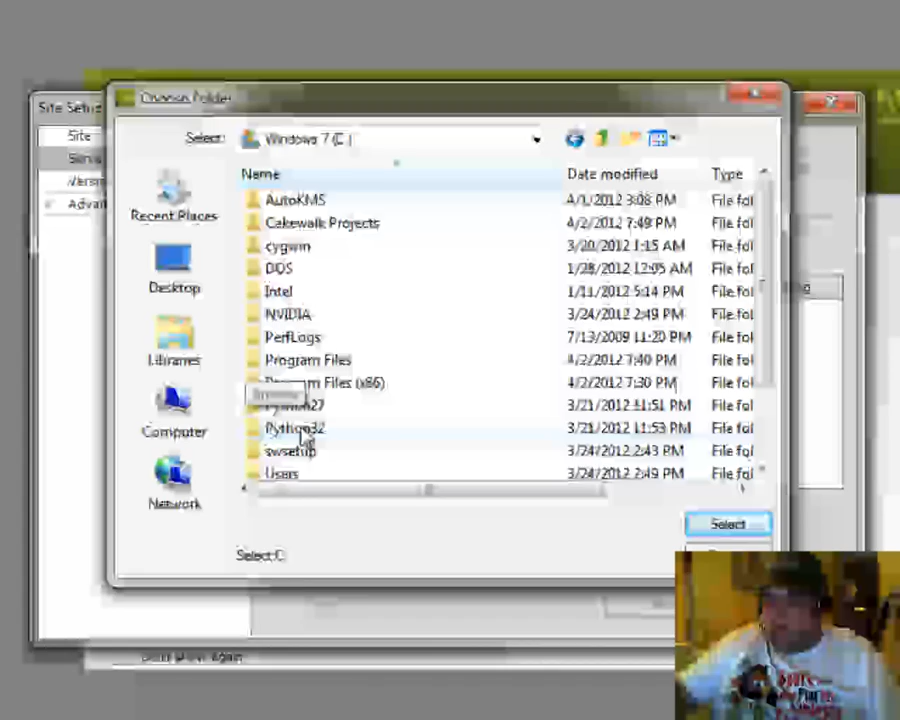 Choose Folder
Site Setup
Select: Windows 7 (C:)
Site
Name Date modified Type
AutoKMS 4/1/2012 3:08 PM File fol
Recent Places
Cakewalk Projects 4/2/2012 7:49 PM File fol
cygwin 3/20/2012 1:15 AM File fol
DOS 1/28/2012 12:05 AM File fol
Desktop
Intel 1/11/2012 5:14 PM File fol
NVIDIA 3/24/2012 2:49 PM File fol
PerfLogs 7/13/2009 11:20 PM File fol
Libraries
Program Files 4/2/2012 7:40 PM File fol
Program Files (x86) 4/2/2012 7:30 PM File fol
Python27 3/21/2012 11:51 PM File fol
Computer
Python32 3/21/2012 11:53 PM File fol
swsetup 3/24/2012 2:43 PM File fol
Users 3/24/2012 2:49 PM File fol
Network
Select
Select: